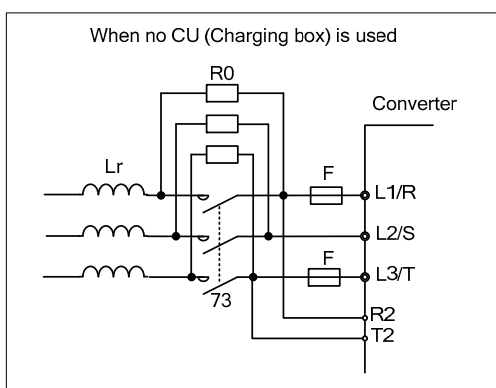 When no CU (Charging box) is used
R0
Converter
Lr
F
L1/R
L2/S
F
L3/T
73
R2
T2